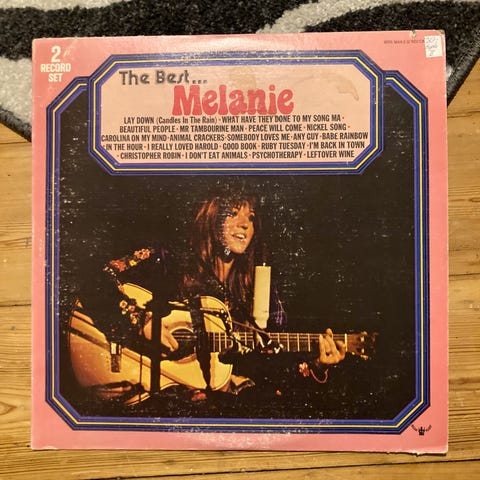 2
RECORD
SET
The Best...
Melanie
LAY DOWN (Candles In The Rain) · WHAT HAVE THEY DONE TO MY SONG MA ·
BEAUTIFUL PEOPLE · MR TAMBOURINE MAN · PEACE WILL COME · NICKEL SONG ·
CAROLINA ON MY MIND · ANIMAL CRACKERS · SOMEBODY LOVES ME · ANY GUY · BABE RAINBOW
· IN THE HOUR · I REALLY LOVED HAROLD · GOOD BOOK · RUBY TUESDAY · I'M BACK IN TOWN
· CHRISTOPHER ROBIN · I DON'T EAT ANIMALS · PSYCHOTHERAPY · LEFTOVER WINE